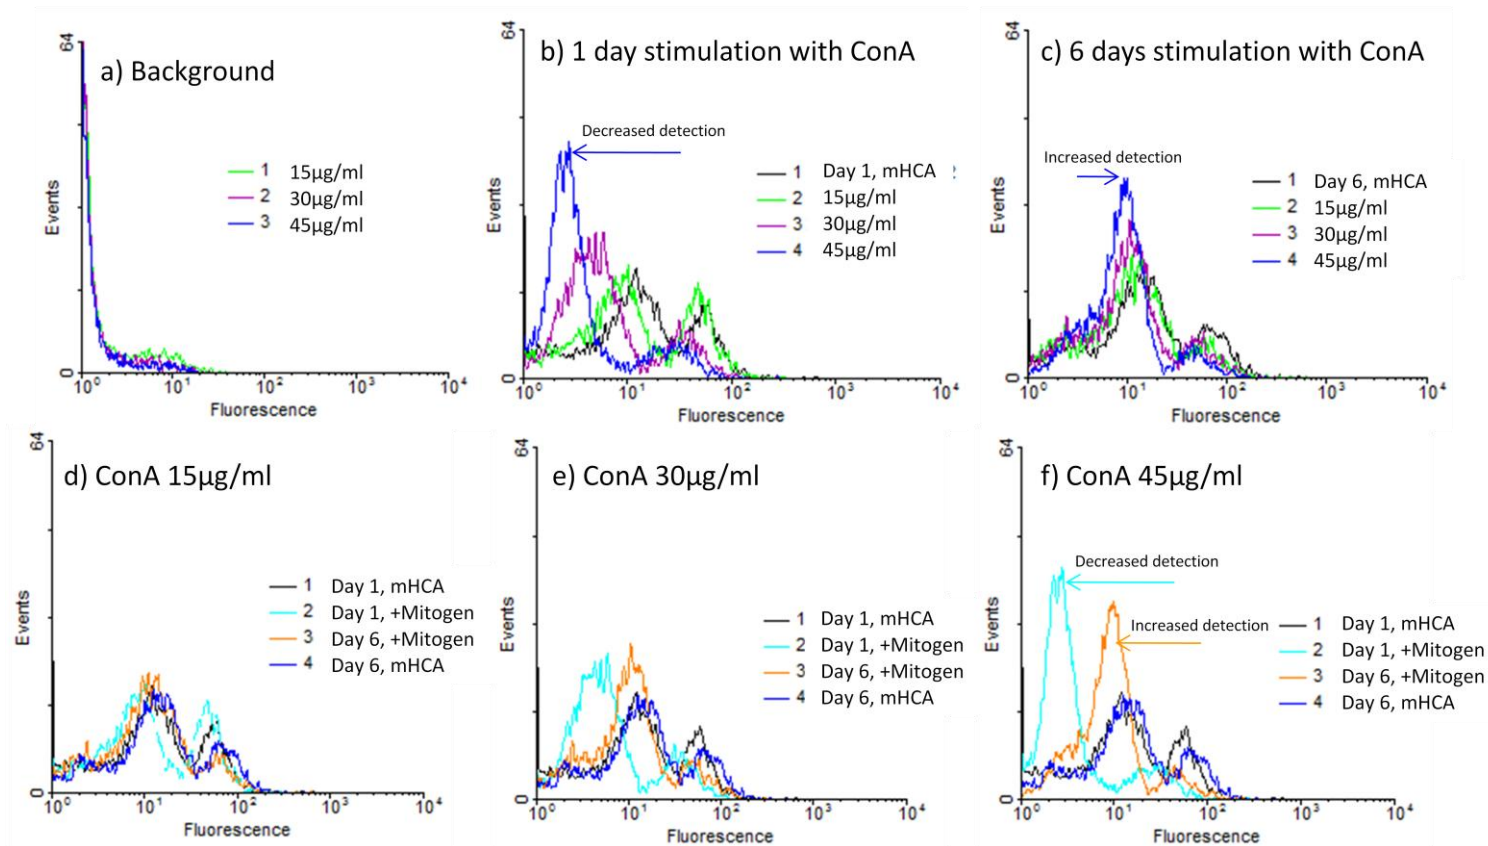 a) Background
64
Events
0
1 15µg/ml
2 30µg/ml
3 45µg/ml
10⁰ 10¹ 10² 10³ 10⁴
Fluorescence
b) 1 day stimulation with ConA
64
Events
0
Decreased detection
1 Day 1, mHCA
2 15µg/ml
3 30µg/ml
4 45µg/ml
10⁰ 10¹ 10² 10³ 10⁴
Fluorescence
c) 6 days stimulation with ConA
64
Events
0
Increased detection
1 Day 6, mHCA
2 15µg/ml
3 30µg/ml
4 45µg/ml
10⁰ 10¹ 10² 10³ 10⁴
Fluorescence
d) ConA 15µg/ml
64
Events
0
1 Day 1, mHCA
2 Day 1, +Mitogen
3 Day 6, +Mitogen
4 Day 6, mHCA
10⁰ 10¹ 10² 10³ 10⁴
Fluorescence
e) ConA 30µg/ml
64
Events
0
1 Day 1, mHCA
2 Day 1, +Mitogen
3 Day 6, +Mitogen
4 Day 6, mHCA
10⁰ 10¹ 10² 10³ 10⁴
Fluorescence
f) ConA 45µg/ml
64
Events
0
Decreased detection
Increased detection
1 Day 1, mHCA
2 Day 1, +Mitogen
3 Day 6, +Mitogen
4 Day 6, mHCA
10⁰ 10¹ 10² 10³ 10⁴
Fluorescence